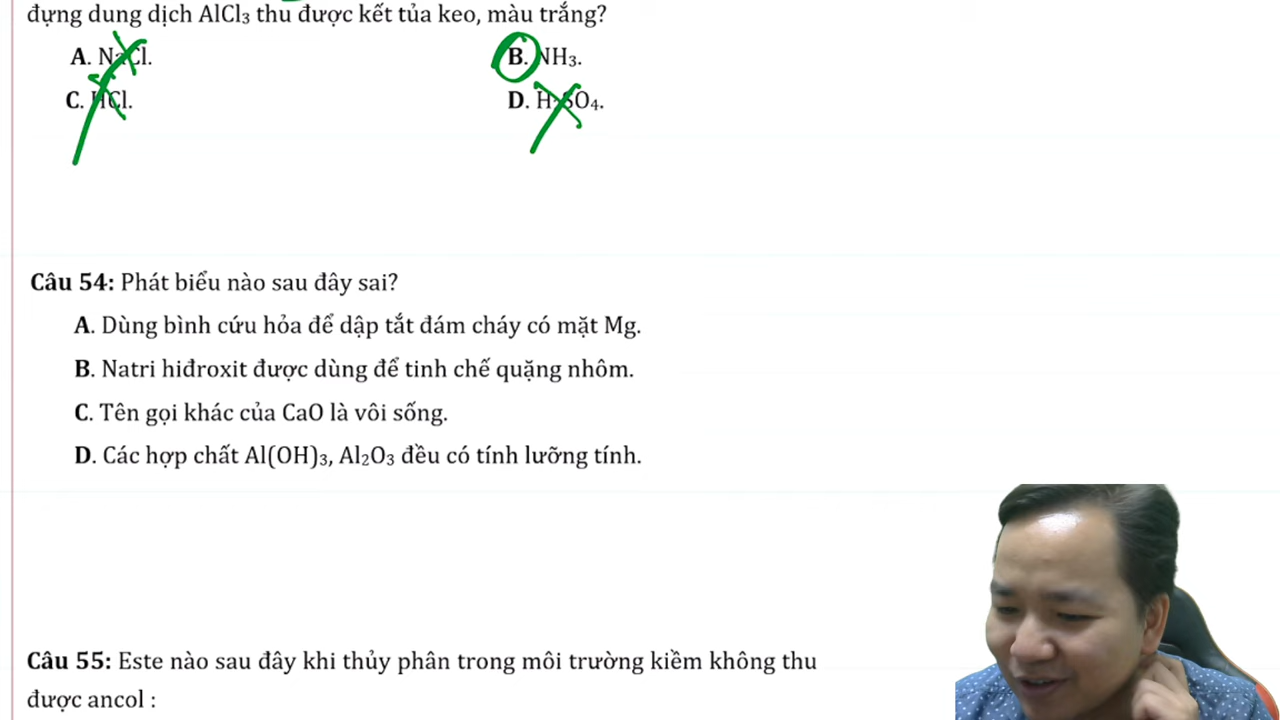 đựng dung dịch AlCl₃ thu được kết tủa keo, màu trắng?
A. NaCl. B. NH₃.
C. HCl. D. H₂SO₄.
Câu 54: Phát biểu nào sau đây sai?
A. Dùng bình cứu hỏa để dập tắt đám cháy có mặt Mg.
B. Natri hiđroxit được dùng để tinh chế quặng nhôm.
C. Tên gọi khác của CaO là vôi sống.
D. Các hợp chất Al(OH)₃, Al₂O₃ đều có tính lưỡng tính.
Câu 55: Este nào sau đây khi thủy phân trong môi trường kiềm không thu
được ancol :